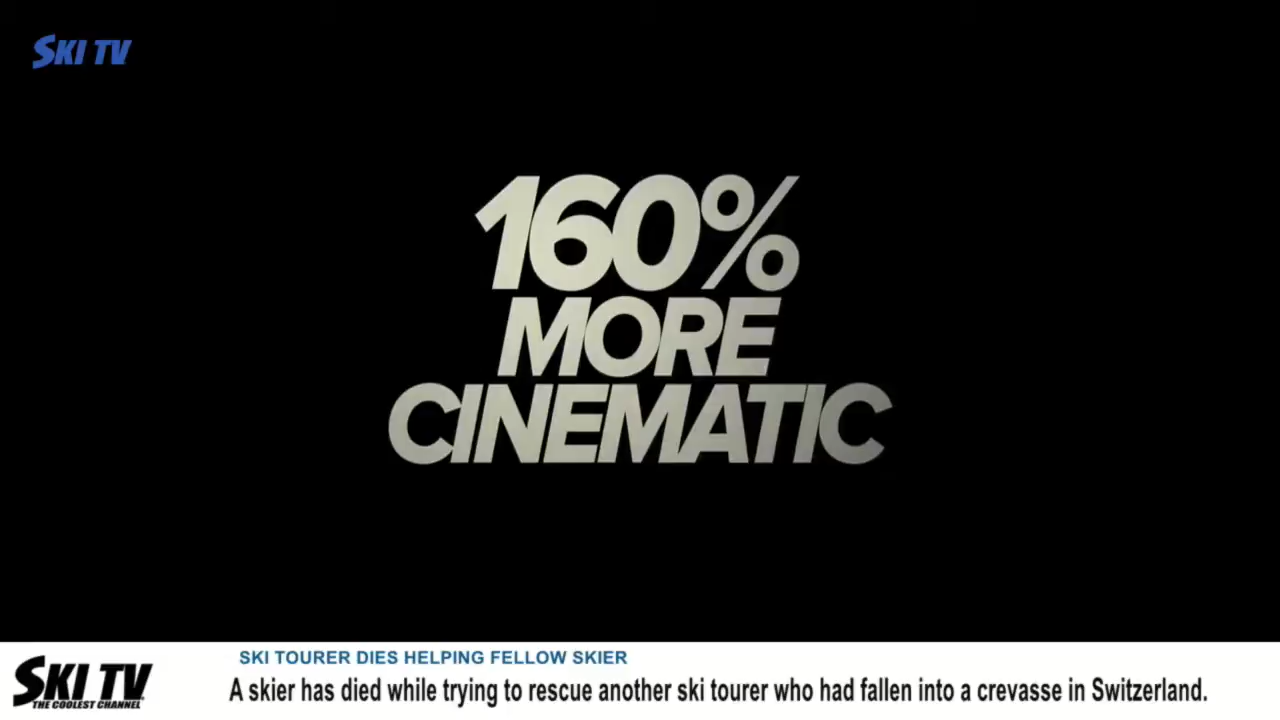 SKI TV
160%
MORE
CINEMATIC
SKI TOURER DIES HELPING FELLOW SKIER
SKI TV
THE COOLEST CHANNEL
A skier has died while trying to rescue another ski tourer who had fallen into a crevasse in Switzerland.